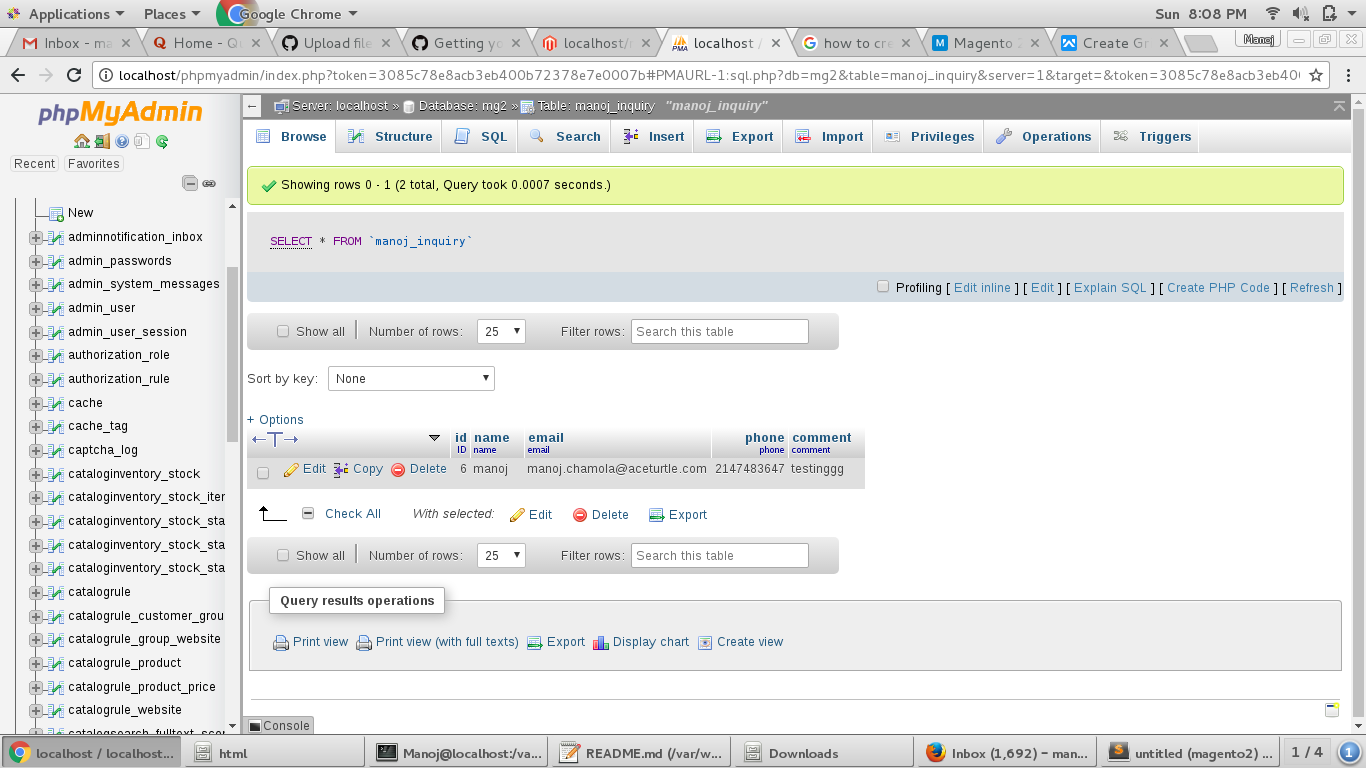 Applications Places Google Chrome Sun 8:08 PM
Inbox - ma Q Home - Qu Upload file Getting yo localhost/m localhost / how to cre Magento 2 Create Gr Manoj
localhost/phpmyadmin/index.php?token=3085c78e8acb3eb400b72378e7e0007b#PMAURL-1:sql.php?db=mg2&table=manoj_inquiry&server=1&target=&token=3085c78e8acb3eb400
phpMyAdmin
Recent Favorites
New
adminnotification_inbox
admin_passwords
admin_system_messages
admin_user
admin_user_session
authorization_role
authorization_rule
cache
cache_tag
captcha_log
cataloginventory_stock
cataloginventory_stock_iter
cataloginventory_stock_sta
cataloginventory_stock_sta
cataloginventory_stock_sta
catalogrule
catalogrule_customer_grou
catalogrule_group_website
catalogrule_product
catalogrule_product_price
catalogrule_website
catalogsearch_fulltext_scop
Server: localhost » Database: mg2 » Table: manoj_inquiry "manoj_inquiry"
Browse Structure SQL Search Insert Export Import Privileges Operations Triggers
Showing rows 0 - 1 (2 total, Query took 0.0007 seconds.)
SELECT * FROM `manoj_inquiry`
Profiling [ Edit inline ] [ Edit ] [ Explain SQL ] [ Create PHP Code ] [ Refresh ]
Show all Number of rows: 25 Filter rows: Search this table
Sort by key: None
+ Options
←T→ id name email phone comment
ID name email phone comment
Edit Copy Delete 6 manoj manoj.chamola@aceturtle.com 2147483647 testinggg
Check All With selected: Edit Delete Export
Show all Number of rows: 25 Filter rows: Search this table
Query results operations
Print view Print view (with full texts) Export Display chart Create view
Console
localhost / localhost... html Manoj@localhost:/va... README.md (/var/w... Downloads Inbox (1,692) – man... untitled (magento2) ... 1 / 4 1